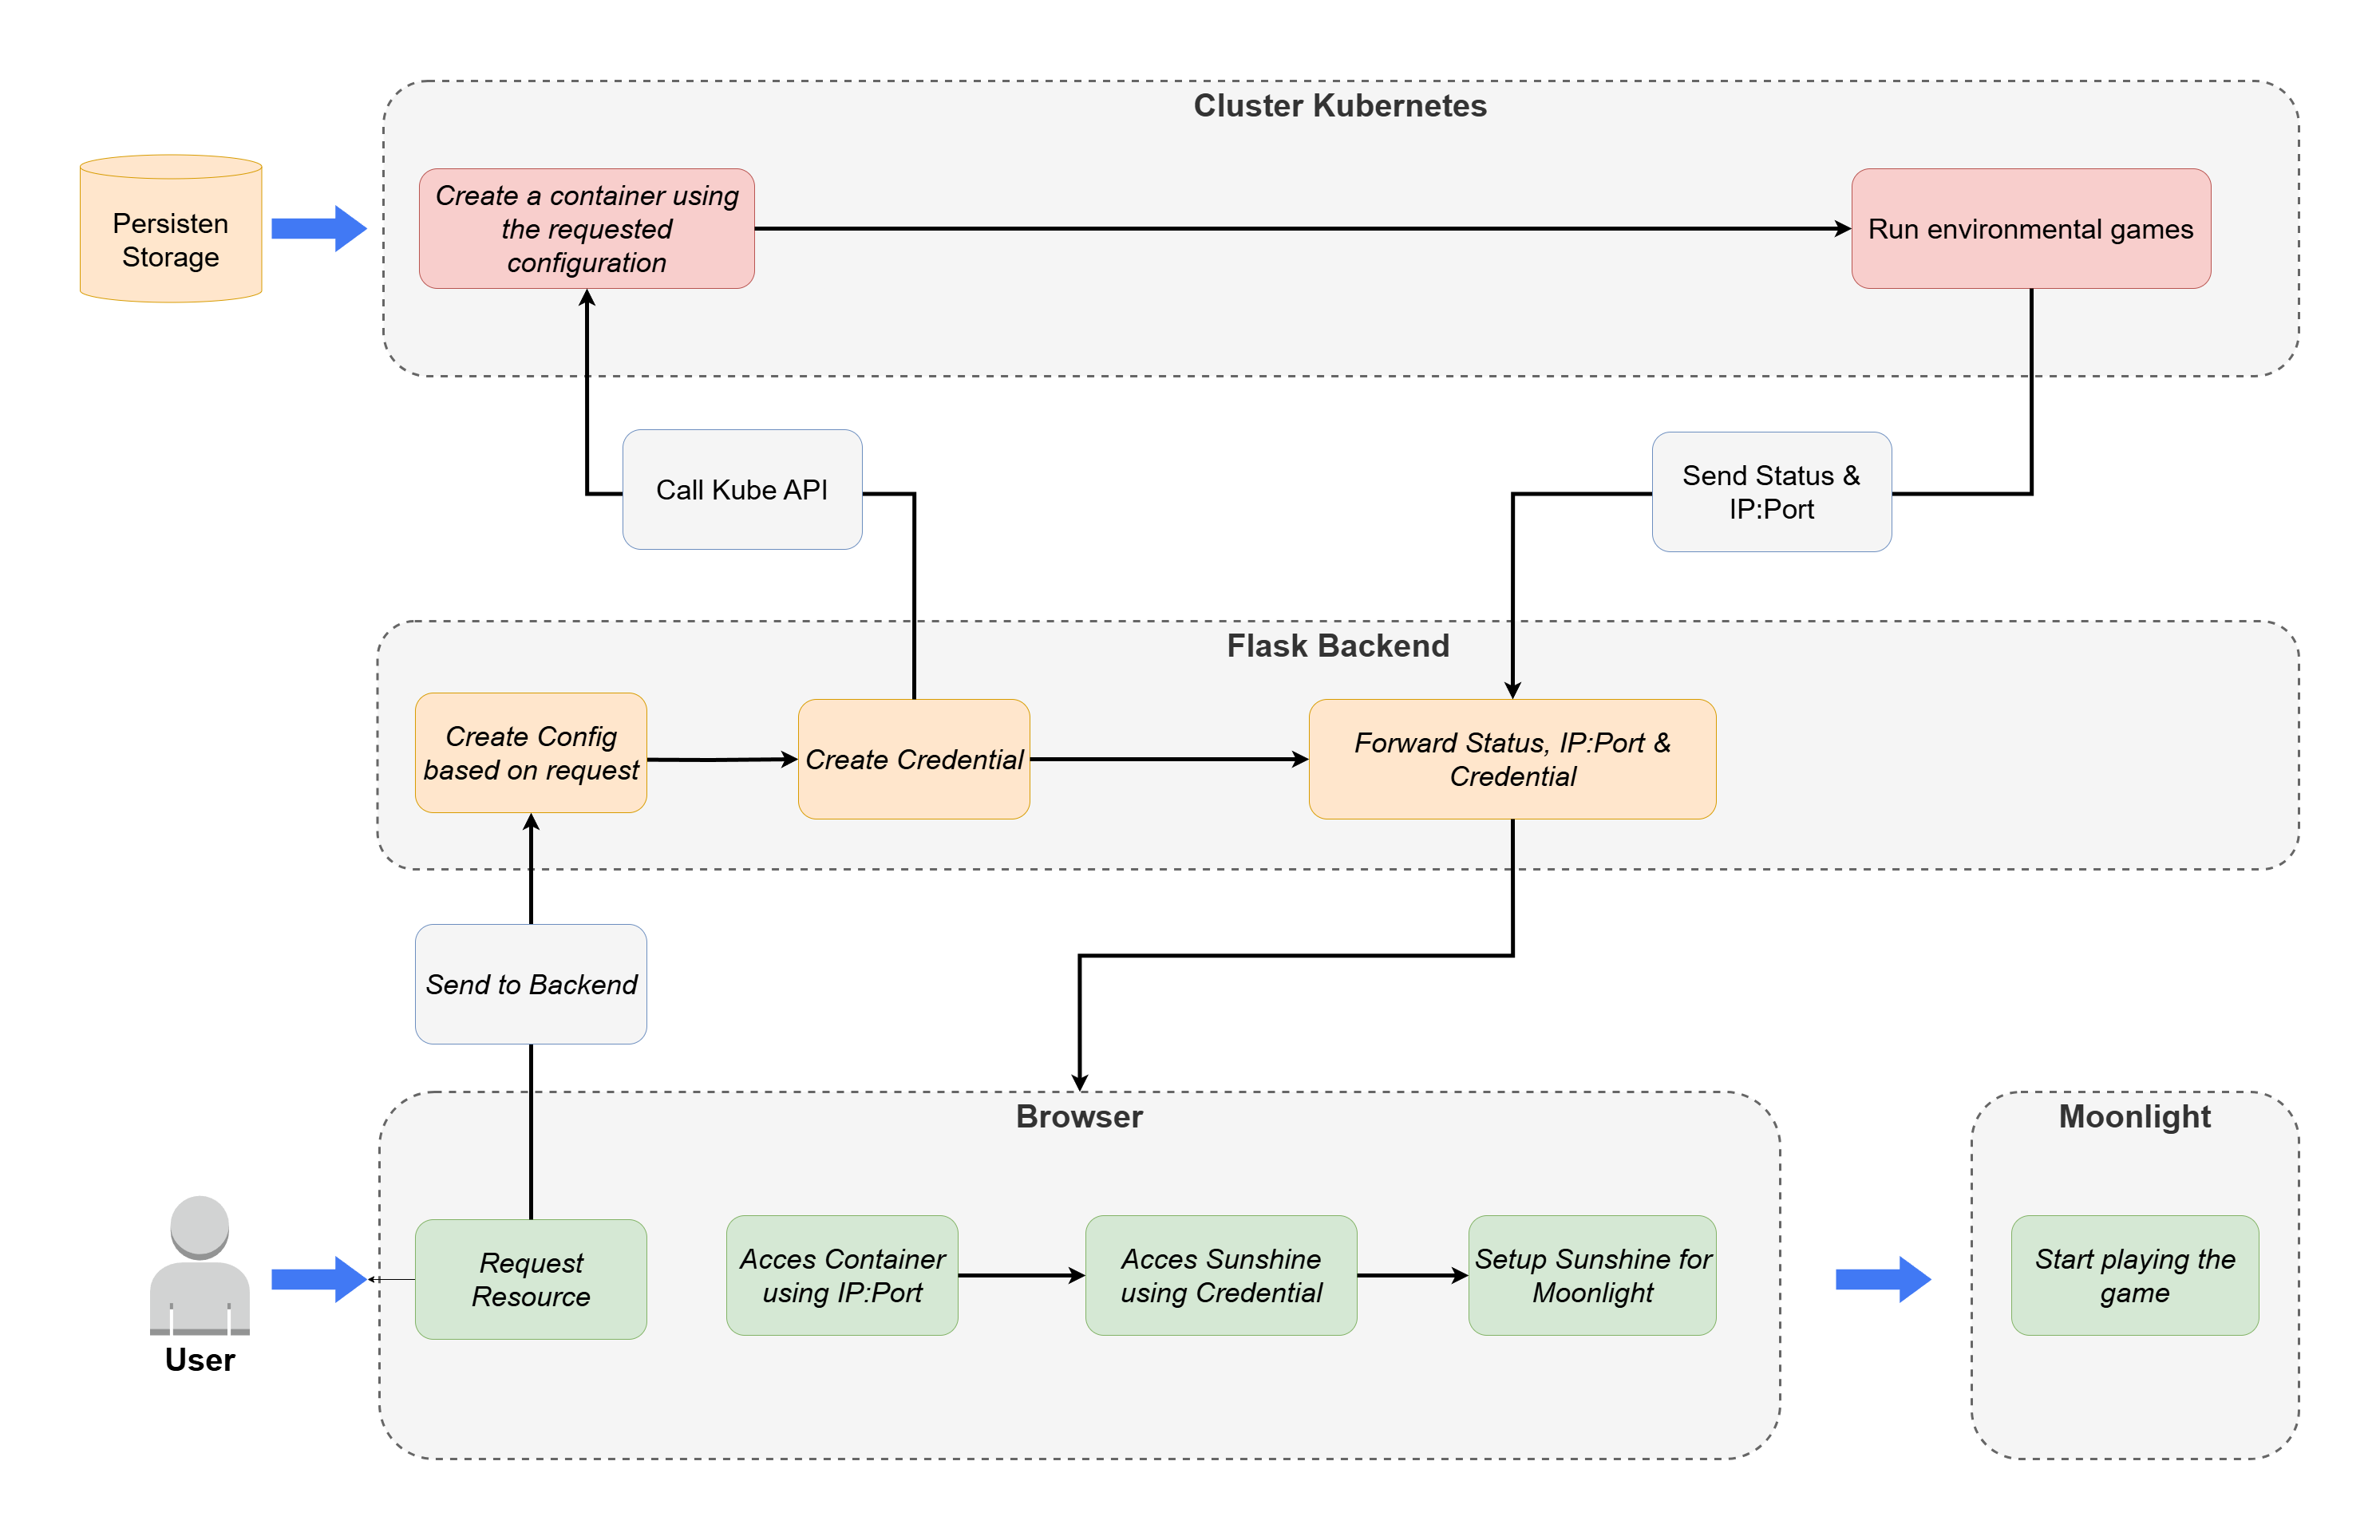 Cluster Kubernetes
Persisten
Storage
Create a container using
the requested
configuration
Run environmental games
Call Kube API
Send Status &
IP:Port
Flask Backend
Create Config
based on request
Create Credential
Forward Status, IP:Port &
Credential
Send to Backend
Browser
Moonlight
User
Request
Resource
Acces Container
using IP:Port
Acces Sunshine
using Credential
Setup Sunshine for
Moonlight
Start playing the
game